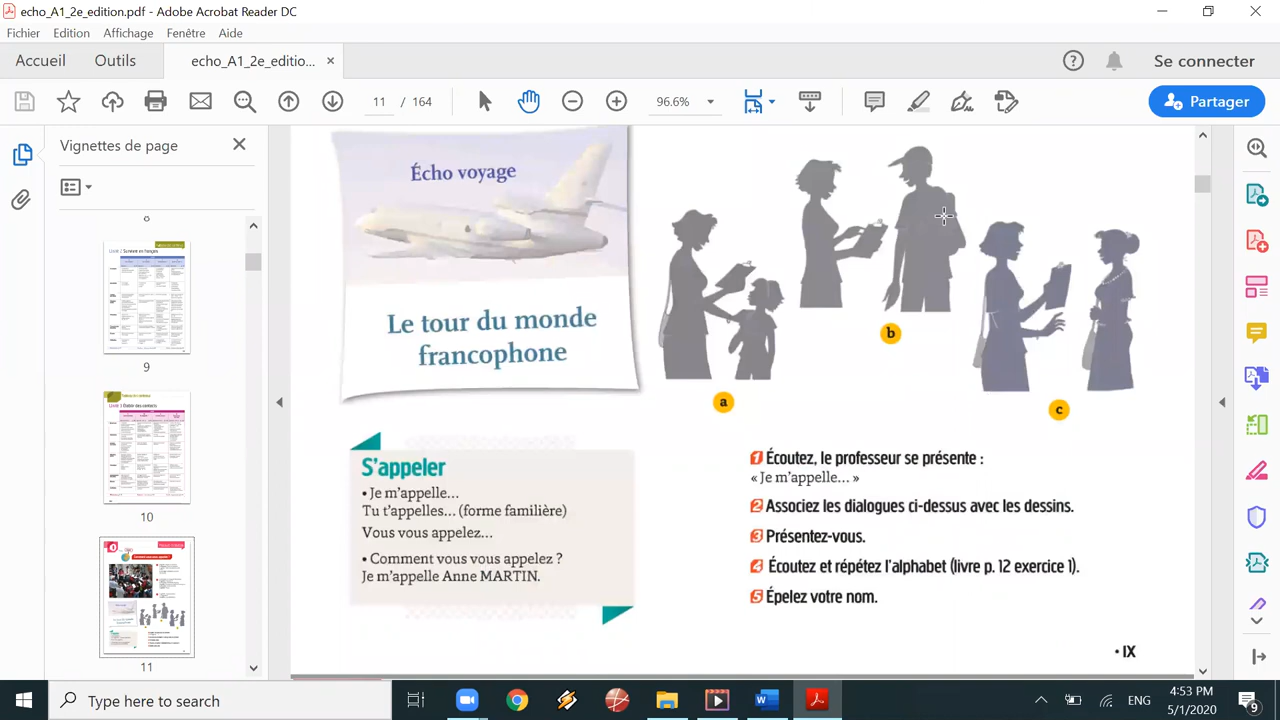 echo_A1_2e_edition.pdf - Adobe Acrobat Reader DC
Fichier Edition Affichage Fenêtre Aide
Accueil Outils echo_A1_2e_editio... × Se connecter
11 / 164 96.6% Partager
Vignettes de page
9
10
11
Écho voyage
Le tour du monde
francophone
a
b
c
S'appeler
• Je m'appelle...
Tu t'appelles... (forme familière)
Vous vous appelez...
• Comment vous vous appelez ?
Je m'appelle Anne MARTIN.
1 Écoutez, le professeur se présente :
« Je m'appelle... »
2 Associez les dialogues ci-dessus avec les dessins.
3 Présentez-vous.
4 Écoutez et répétez l'alphabet (livre p. 12 exercice 1).
5 Épelez votre nom.
• IX
Type here to search
ENG
4:53 PM
5/1/2020
9